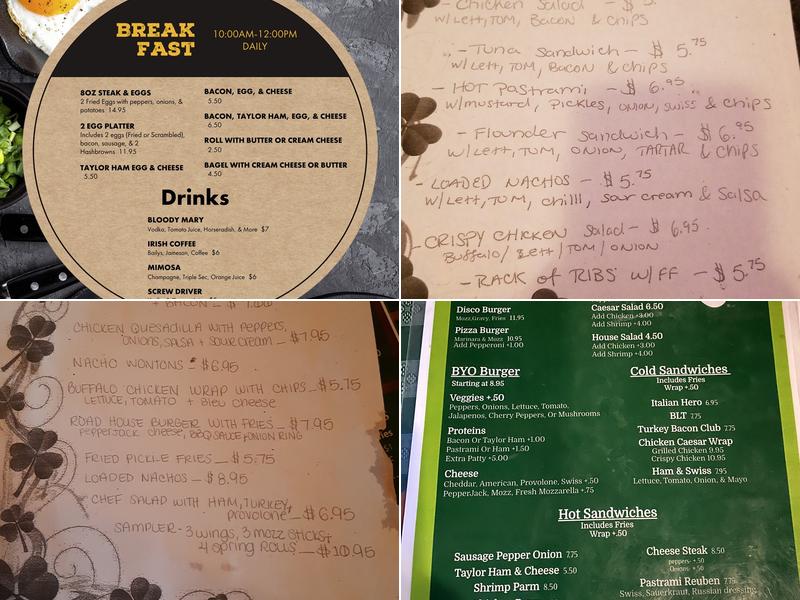 BREAK
FAST
10:00AM-12:00PM
DAILY
8OZ STEAK & EGGS
2 Fried Eggs with peppers, onions, &
potatoes 14.95
2 EGG PLATTER
Includes 2 eggs (Fried or Scrambled),
bacon, sausage, & 2
Hashbrowns 11.95
TAYLOR HAM EGG & CHEESE
5.50
BACON, EGG, & CHEESE
5.50
BACON, TAYLOR HAM, EGG, & CHEESE
6.50
ROLL WITH BUTTER OR CREAM CHEESE
2.50
BAGEL WITH CREAM CHEESE OR BUTTER
4.50
Drinks
BLOODY MARY
Vodka, Tomato Juice, Horseradish, & More $7
IRISH COFFEE
Bailys, Jameson, Coffee $6
MIMOSA
Champagne, Triple Sec, Orange Juice $6
SCREW DRIVER
- Chicken Salad - $5.
w/Lett, TOM, Bacon & Chips
- Tuna Sandwich - $5.75
w/Lett, TOM, BACON & CHIPS
- HOT Pastrami - $6.95
w/mustard, Pickles, ONION, SWISS & Chips
- Flounder Sandwich - $6.95
w/Lett, TOM, ONION, TARTAR & Chips
- LOADED NACHOS - $5.75
w/Lett, TOM, chilli, sour cream & Salsa
- CRISPY CHICKEN Salad - $6.95
Buffalo/Lett/TOM/ONION
- RACK OF RIBS W/FF - $5.75
+ BACON - $7.00
CHICKEN QUESADILLA WITH PEPPERS,
ONIONS, SALSA + SOUR CREAM - $7.95
NACHO WONTONS - $6.95
BUFFALO CHICKEN WRAP WITH CHIPS - $5.75
LETTUCE, TOMATO + BLEU CHEESE
ROAD HOUSE BURGER WITH FRIES - $7.95
PEPPERJACK CHEESE, BBQ SAUCE + ONION RING
FRIED PICKLE FRIES - $5.75
LOADED NACHOS - $8.95
CHEF SALAD WITH HAM, TURKEY,
PROVOLONE - $6.95
SAMPLER - 3 WINGS, 3 MOZZ STICKS +
4 SPRING ROLLS - $10.95
Disco Burger
Mozz, Gravy, Fries 11.95
Pizza Burger
Marinara & Mozz 10.95
Add Pepperoni +1.00
Caesar Salad 6.50
Add Chicken +3.00
Add Shrimp +4.00
House Salad 4.50
Add Chicken +3.00
Add Shrimp +4.00
BYO Burger
Starting at 8.95
Veggies +.50
Peppers, Onions, Lettuce, Tomato,
Jalapenos, Cherry Peppers, Or Mushrooms
Proteins
Bacon Or Taylor Ham +1.00
Pastrami Or Ham +1.50
Extra Patty +5.00
Cheese
Cheddar, American, Provolone, Swiss +.50
PepperJack, Mozz, Fresh Mozzarella +.75
Cold Sandwiches
Includes Fries
Wrap +.50
Italian Hero 6.95
BLT 7.25
Turkey Bacon Club 7.75
Chicken Caesar Wrap
Grilled Chicken 9.95
Crispy Chicken 10.95
Ham & Swiss 7.95
Lettuce, Tomato, Onion, & Mayo
Hot Sandwiches
Includes Fries
Wrap +.50
Sausage Pepper Onion 7.75
Taylor Ham & Cheese 5.50
Shrimp Parm 8.50
Cheese Steak 8.50
peppers +.50
Onions +.50
Pastrami Reuben 7.75
Swiss, Sauerkraut, Russian dressing